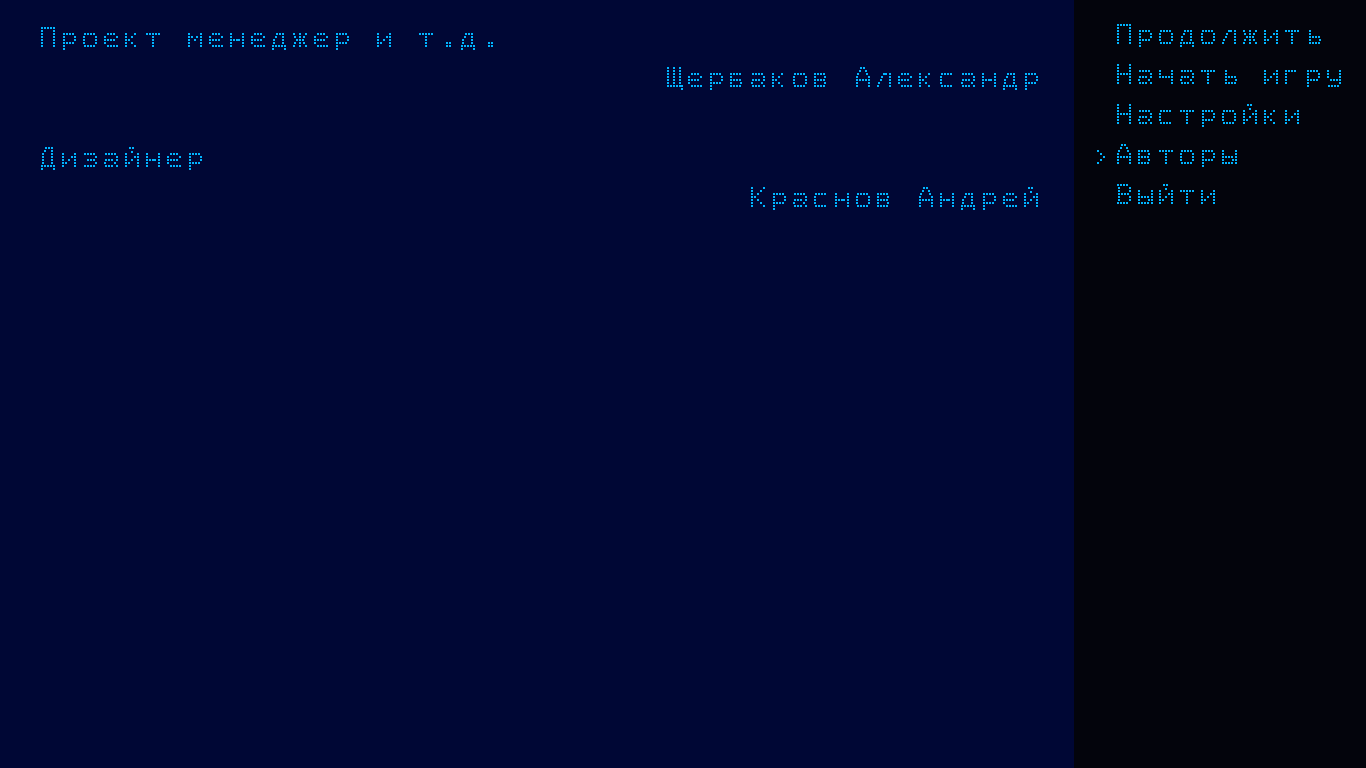 Проект менеджер и т.д.
Щербаков Александр
Дизайнер
Краснов Андрей
Продолжить
Начать игру
Настройки
>Авторы
Выйти